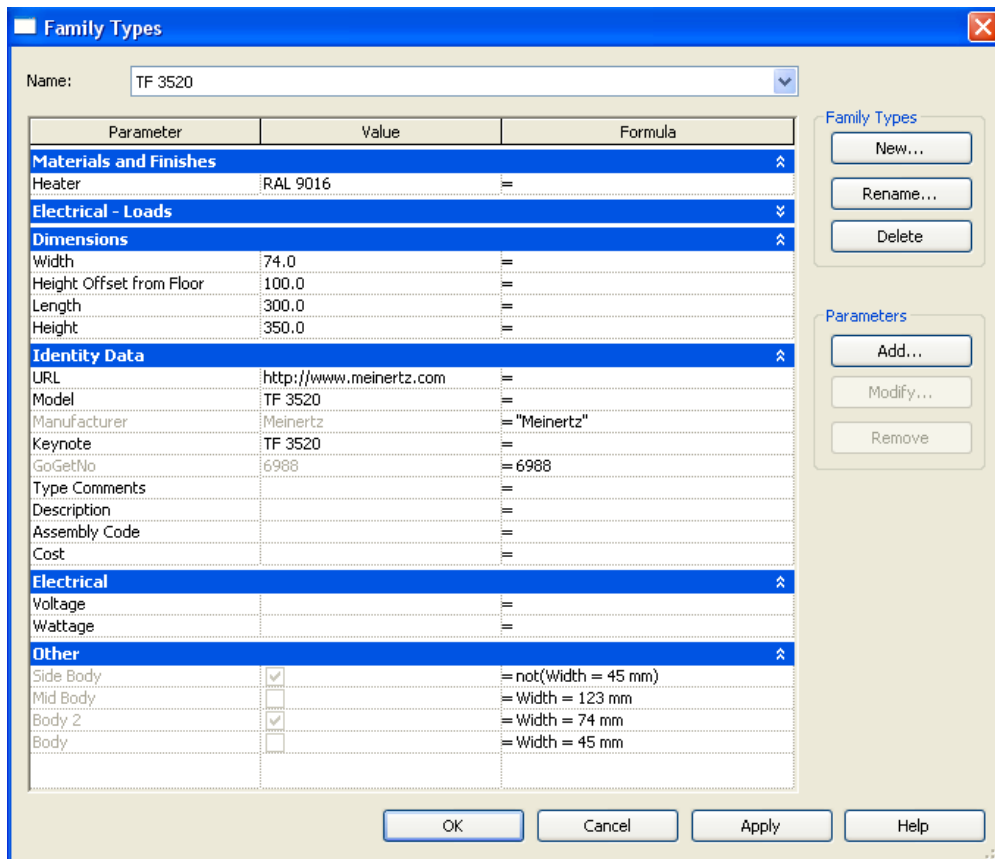 Family Types
Name: TF 3520
Parameter Value Formula
Materials and Finishes
Heater RAL 9016 =
Electrical - Loads
Dimensions
Width 74.0 =
Height Offset from Floor 100.0 =
Length 300.0 =
Height 350.0 =
Identity Data
URL http://www.meinertz.com =
Model TF 3520 =
Manufacturer Meinertz = "Meinertz"
Keynote TF 3520 =
GoGetNo 6988 = 6988
Type Comments =
Description =
Assembly Code =
Cost =
Electrical
Voltage =
Wattage =
Other
Side Body = not(Width = 45 mm)
Mid Body = Width = 123 mm
Body 2 = Width = 74 mm
Body = Width = 45 mm
Family Types
New...
Rename...
Delete
Parameters
Add...
Modify...
Remove
OK Cancel Apply Help